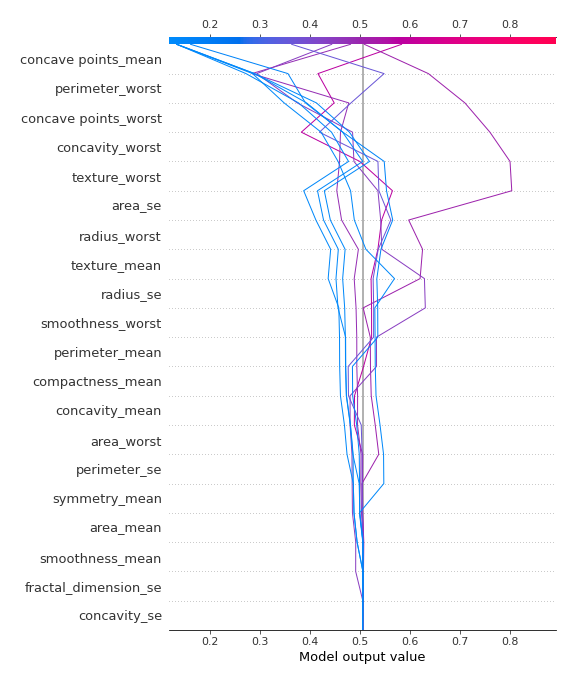 0.2 0.3 0.4 0.5 0.6 0.7 0.8
concave points_mean
perimeter_worst
concave points_worst
concavity_worst
texture_worst
area_se
radius_worst
texture_mean
radius_se
smoothness_worst
perimeter_mean
compactness_mean
concavity_mean
area_worst
perimeter_se
symmetry_mean
area_mean
smoothness_mean
fractal_dimension_se
concavity_se
0.2 0.3 0.4 0.5 0.6 0.7 0.8
Model output value